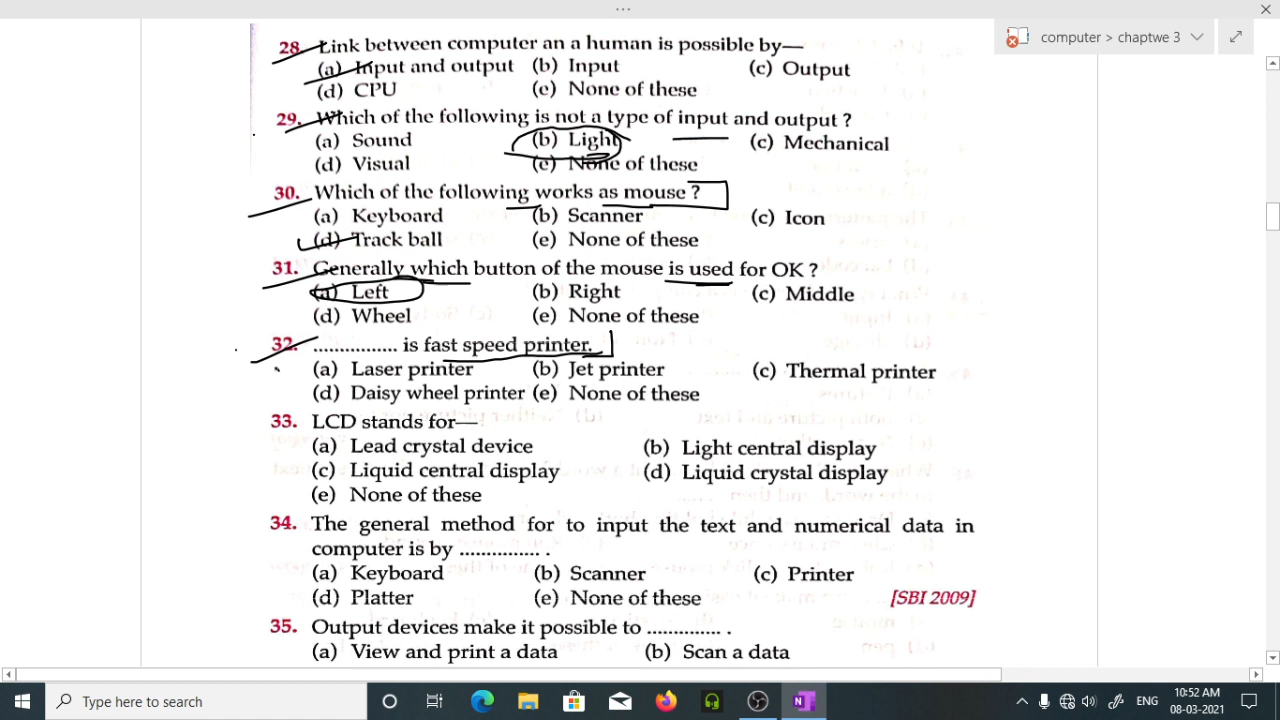 ...
computer > chaptwe 3
28. Link between computer an a human is possible by—
(a) Input and output (b) Input (c) Output
(d) CPU (e) None of these
29. Which of the following is not a type of input and output ?
(a) Sound (b) Light (c) Mechanical
(d) Visual (e) None of these
30. Which of the following works as mouse ?
(a) Keyboard (b) Scanner (c) Icon
(d) Track ball (e) None of these
31. Generally which button of the mouse is used for OK ?
(a) Left (b) Right (c) Middle
(d) Wheel (e) None of these
32. ................ is fast speed printer.
(a) Laser printer (b) Jet printer (c) Thermal printer
(d) Daisy wheel printer (e) None of these
33. LCD stands for—
(a) Lead crystal device (b) Light central display
(c) Liquid central display (d) Liquid crystal display
(e) None of these
34. The general method for to input the text and numerical data in
computer is by ............... .
(a) Keyboard (b) Scanner (c) Printer
(d) Platter (e) None of these [SBI 2009]
35. Output devices make it possible to .............. .
(a) View and print a data (b) Scan a data
Type here to search
ENG
10:52 AM
08-03-2021